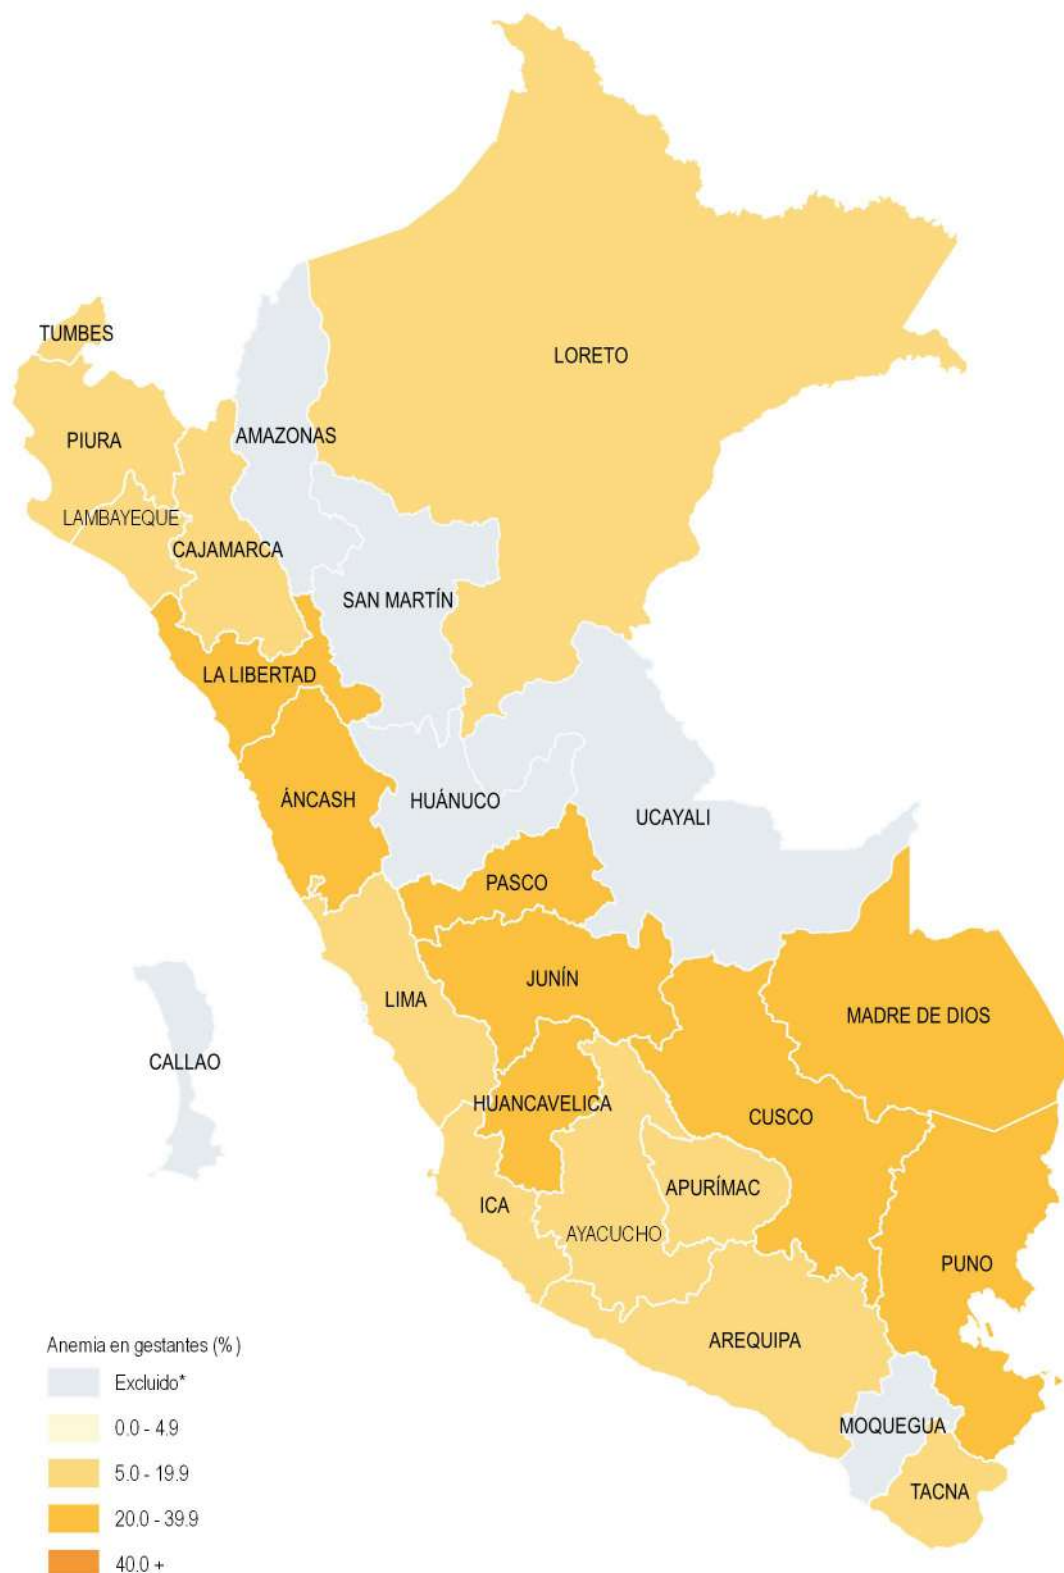 TUMBES
LORETO
AMAZONAS
PIURA
LAMBAYEQUE
CAJAMARCA
SAN MARTÍN
LA LIBERTAD
ÁNCASH
HUÁNUCO
UCAYALI
PASCO
JUNÍN
LIMA
MADRE DE DIOS
CALLAO
HUANCAVELICA
CUSCO
APURÍMAC
ICA
AYACUCHO
PUNO
AREQUIPA
MOQUEGUA
TACNA
Anemia en gestantes (%)
Excluido*
0.0 - 4.9
5.0 - 19.9
20.0 - 39.9
40.0 +